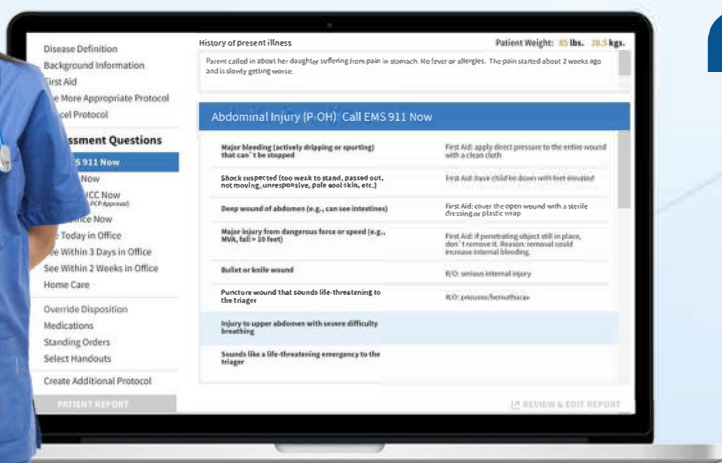 Disease Definition
Background Information
First Aid
More Appropriate Protocol
cel Protocol
ssment Questions
S 911 Now
Now
UCC Now
PCP Approval)
ice Now
Today in Office
ee Within 3 Days in Office
See Within 2 Weeks in Office
Home Care
Override Disposition
Medications
Standing Orders
Select Handouts
Create Additional Protocol
PATIENT REPORT
History of present illness
Patient Weight: 85 lbs. 38.5 kgs.
Parent called in about her daughter suffering from pain in stomach. No fever or allergies. The pain started about 2 weeks ago
and is slowly getting worse.
Abdominal Injury (P-OH): Call EMS 911 Now
Major bleeding (actively dripping or spurting)
that can't be stopped
First Aid: apply direct pressure to the entire wound
with a clean cloth
Shock suspected (too weak to stand, passed out,
not moving, unresponsive, pale cool skin, etc.)
First Aid: have child lie down with feet elevated
Deep wound of abdomen (e.g., can see intestines)
First Aid: cover the open wound with a sterile
dressing or plastic wrap
Major injury from dangerous force or speed (e.g.,
MVA, fall > 10 feet)
First Aid: if penetrating object still in place,
don't remove it. Reason: removal could
increase internal bleeding.
Bullet or knife wound
R/O: serious internal injury
Puncture wound that sounds life-threatening to
the triager
R/O: pneumo/hemothorax
Injury to upper abdomen with severe difficulty
breathing
Sounds like a life-threatening emergency to the
triager
REVIEW & EDIT REPORT